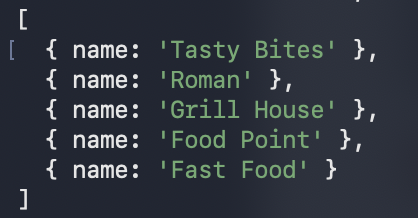 [
{ name: 'Tasty Bites' },
{ name: 'Roman' },
{ name: 'Grill House' },
{ name: 'Food Point' },
{ name: 'Fast Food' }
]